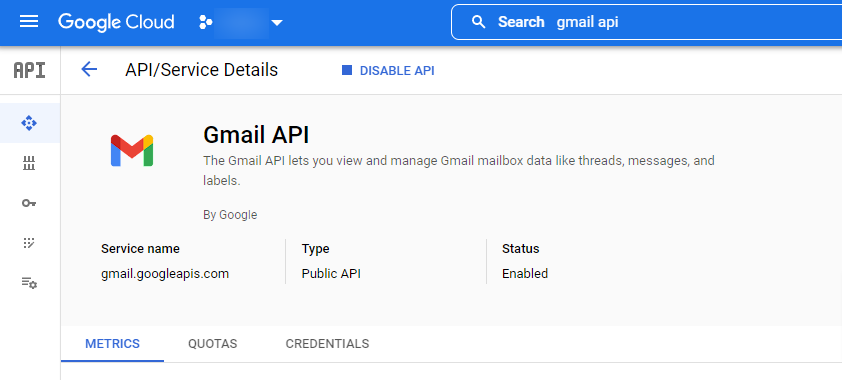 Google Cloud
Search gmail api
API
API/Service Details
DISABLE API
Gmail API
The Gmail API lets you view and manage Gmail mailbox data like threads, messages, and
labels.
By Google
Service name
gmail.googleapis.com
Type
Public API
Status
Enabled
METRICS QUOTAS CREDENTIALS